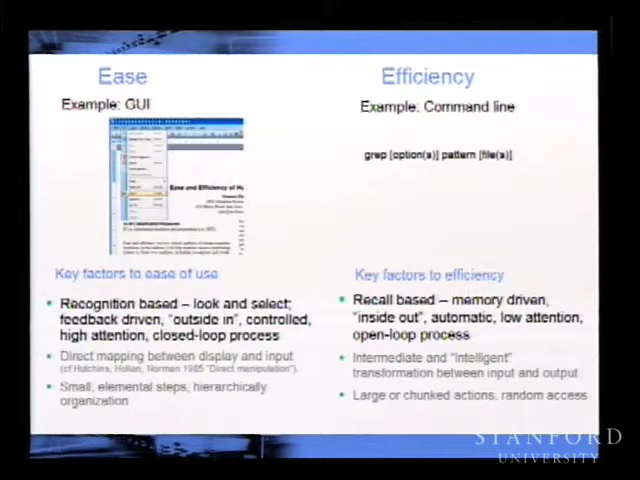 Ease
Example: GUI
Ease and Efficiency of Hu
Key factors to ease of use
Recognition based – look and select;
feedback driven, "outside in", controlled,
high attention, closed-loop process
Direct mapping between display and input
(cf Hutchins, Hollan, Norman 1985 "Direct manipulation").
Small, elemental steps, hierarchically
organization
Efficiency
Example: Command line
grep [option(s)] pattern [file(s)]
Key factors to efficiency
Recall based – memory driven,
"inside out", automatic, low attention,
open-loop process
Intermediate and "intelligent"
transformation between input and output
Large or chunked actions, random access
STANFORD
UNIVERSITY